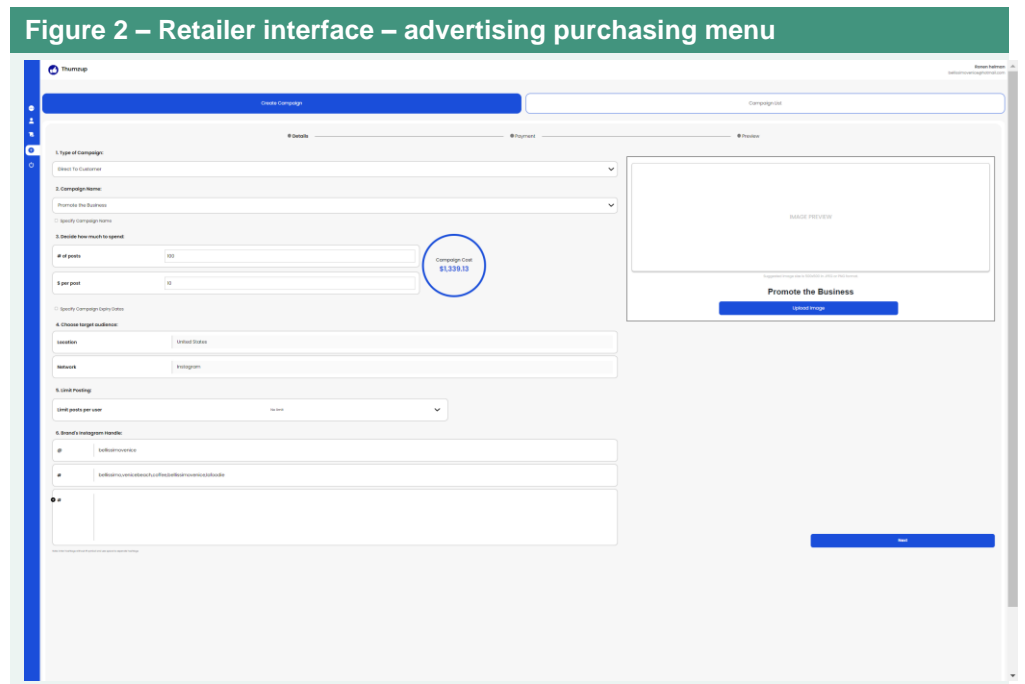 Figure 2 – Retailer interface – advertising purchasing menu
Thumzup
Create Campaign
Campaign List
Details
Payment
Preview
1. Type of Campaign:
Direct To Customer
2. Campaign Name:
Promote the Business
Specify Campaign Name
3. Decide how much to spend:
# of posts
100
$ per post
10
Campaign Cost
$1,339.13
Specify Campaign Expiry Dates
4. Choose target audience:
Location
United States
Network
Instagram
5. Limit Posting:
Limit posts per user
6. Brand's Instagram Handle:
@
bellissimovenice
#
#
IMAGE PREVIEW
Promote the Business
Upload Image
Next